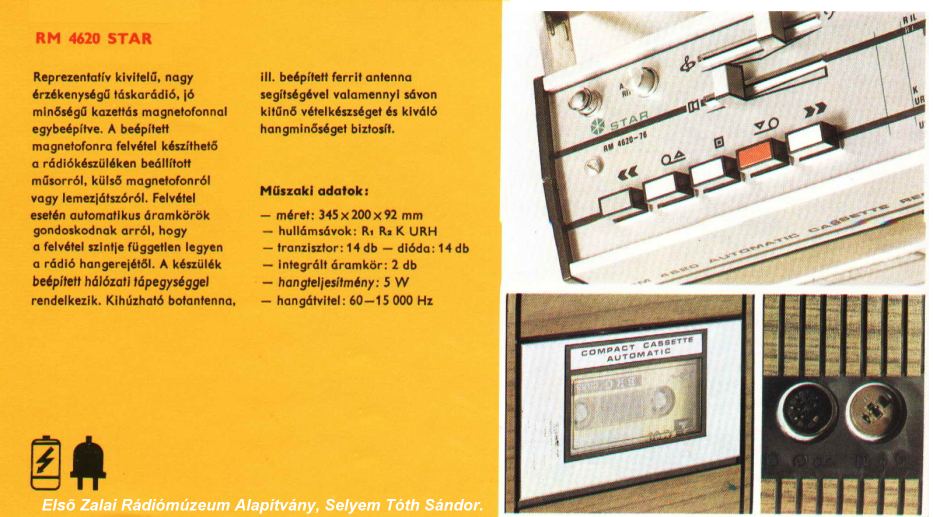 RM 4620 STAR
Reprezentatív kivitelű, nagy
érzékenységű táskarádió, jó
minőségű kazettás magnetofonnal
egybeépítve. A beépített
magnetofonra felvétel készíthető
a rádiókészüléken beállított
műsorról, külső magnetofonról
vagy lemezjátszóról. Felvétel
esetén automatikus áramkörök
gondoskodnak arról, hogy
a felvétel szintje független legyen
a rádió hangerejétől. A készülék
beépített hálózati tápegységgel
rendelkezik. Kihúzható botantenna,
ill. beépített ferrit antenna
segítségével valamennyi sávon
kitűnő vételkészséget és kiváló
hangminőséget biztosít.
Műszaki adatok:
— méret: 345 x 200 x 92 mm
— hullámsávok: R₁ R₂ K URH
— tranzisztor: 14 db — dióda: 14 db
— integrált áramkör: 2 db
— hangteljesítmény: 5 W
— hangátvitel: 60—15 000 Hz
Első Zalai Rádiómúzeum Alapitvány, Selyem Tóth Sándor.
STAR
RM 4620-76
K
4620 AUTOMATIC CASSETTE
COMPACT CASSETTE
AUTOMATIC